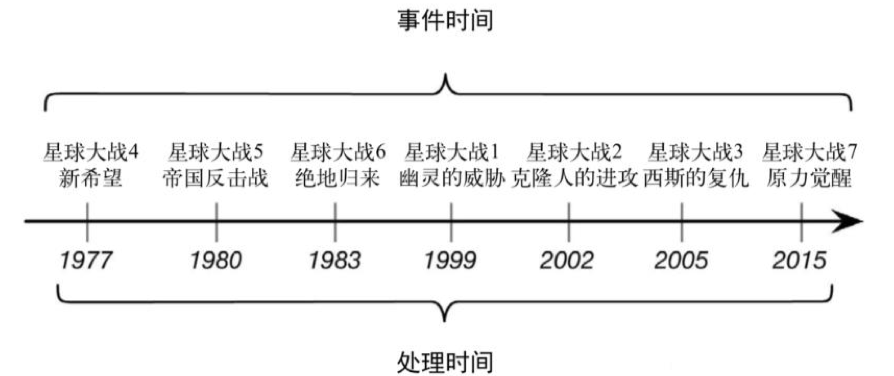 事件时间
星球大战4 星球大战5 星球大战6 星球大战1 星球大战2 星球大战3 星球大战7
新希望 帝国反击战 绝地归来 幽灵的威胁 克隆人的进攻 西斯的复仇 原力觉醒
1977 1980 1983 1999 2002 2005 2015
处理时间